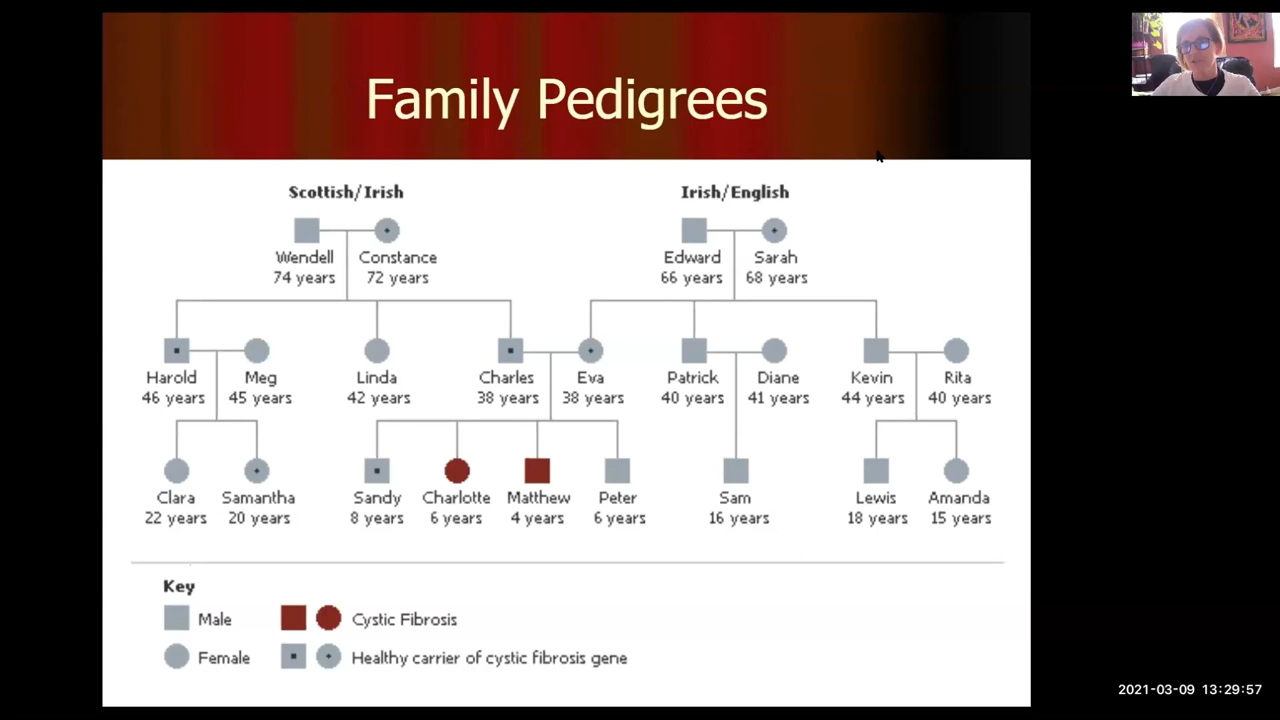 Family Pedigrees
Scottish/Irish
Irish/English
Wendell
74 years
Constance
72 years
Edward
66 years
Sarah
68 years
Harold
46 years
Meg
45 years
Linda
42 years
Charles
38 years
Eva
38 years
Patrick
40 years
Diane
41 years
Kevin
44 years
Rita
40 years
Clara
22 years
Samantha
20 years
Sandy
8 years
Charlotte
6 years
Matthew
4 years
Peter
6 years
Sam
16 years
Lewis
18 years
Amanda
15 years
Key
Male
Cystic Fibrosis
Female
Healthy carrier of cystic fibrosis gene
2021-03-09 13:29:57